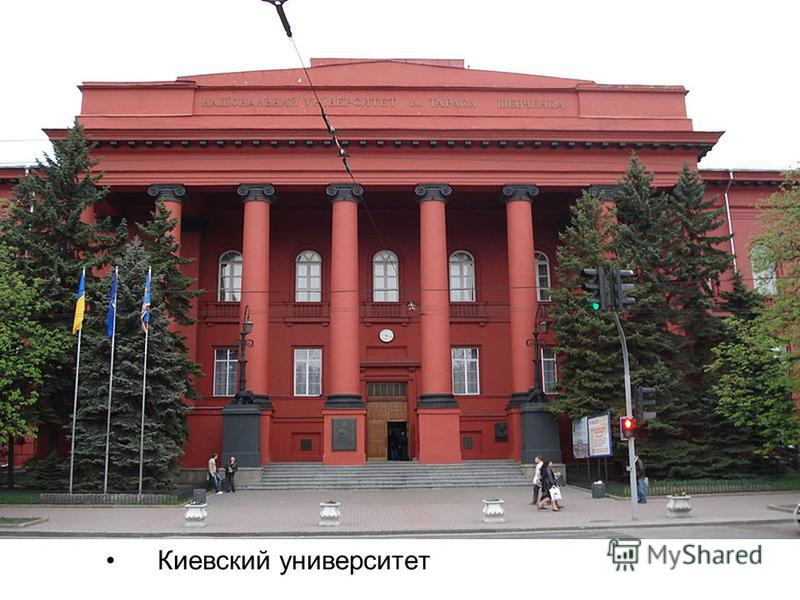 НАЦІОНАЛЬНИЙ УНІВЕРСИТЕТ ІМ. ТАРАСА ШЕВЧЕНКА
• Киевский университет
MyShared